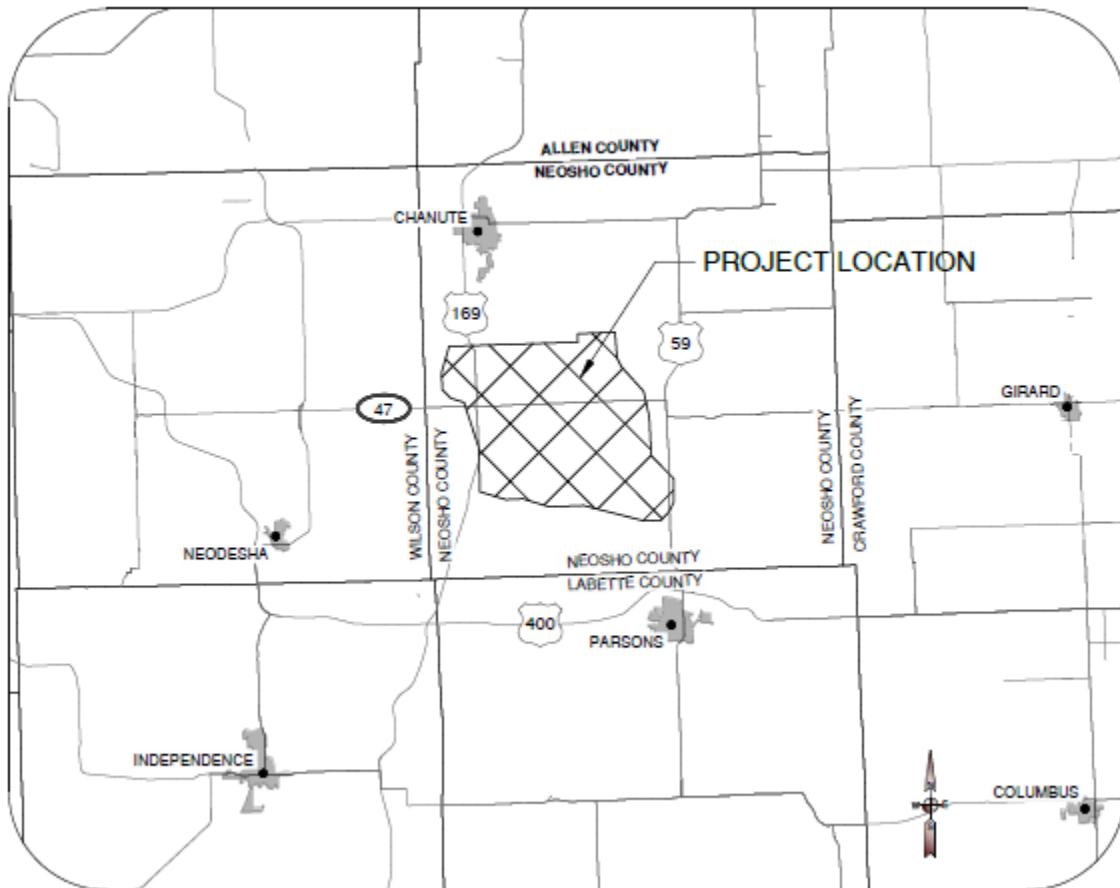 ALLEN COUNTY
NEOSHO COUNTY
CHANUTE
PROJECT LOCATION
169
59
47
GIRARD
WILSON COUNTY
NEOSHO COUNTY
NEOSHO COUNTY
CRAWFORD COUNTY
NEODESHA
NEOSHO COUNTY
LABETTE COUNTY
400
PARSONS
INDEPENDENCE
COLUMBUS